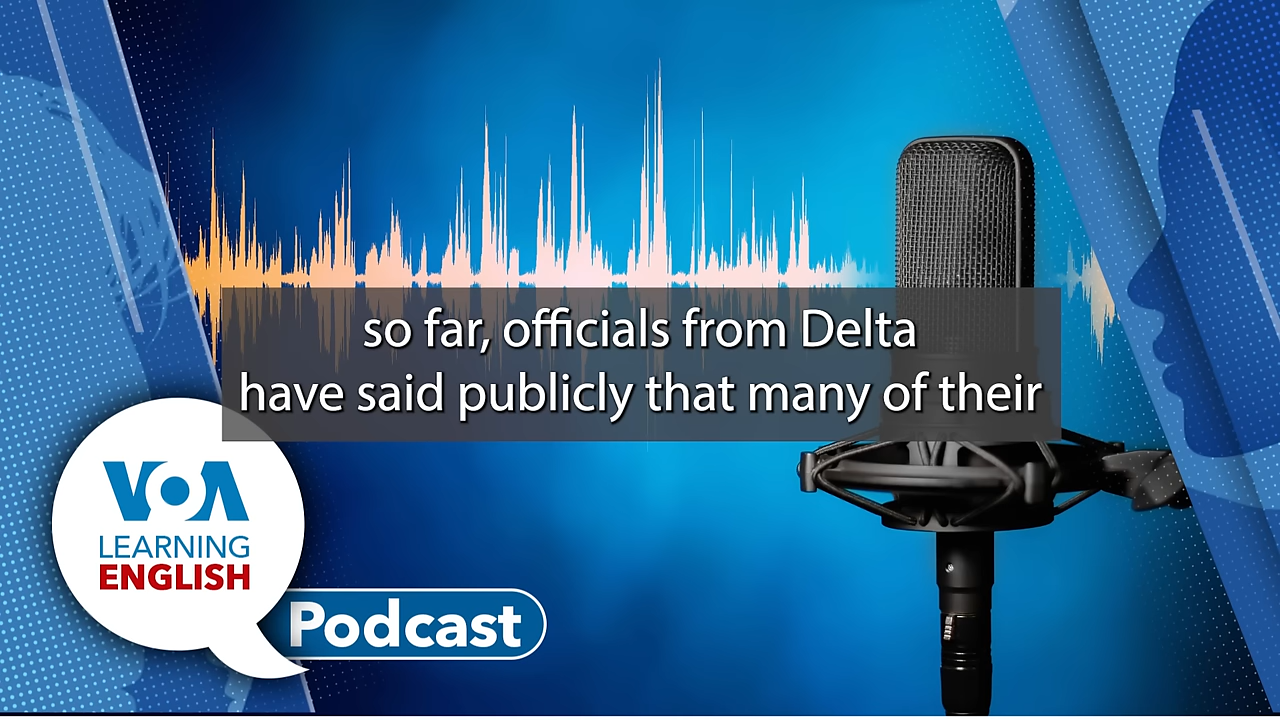 so far, officials from Delta
have said publicly that many of their
VOA
LEARNING
ENGLISH
Podcast